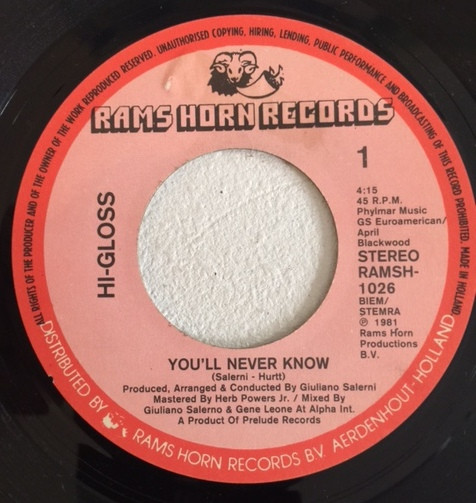 ALL RIGHTS OF THE PRODUCER AND OF THE OWNER OF THE WORK REPRODUCED RESERVED. UNAUTHORISED COPYING, HIRING, LENDING, PUBLIC PERFORMANCE AND BROADCASTING OF THIS RECORD PROHIBITED. MADE IN HOLLAND
RAMS HORN RECORDS
1
HI-GLOSS
4:15
45 R.P.M.
Phylmar Music
GS Euroamerican/
April
Blackwood
STEREO
RAMSH-
1026
BIEM/
STEMRA
℗ 1981
Rams Horn
Productions
B.V.
YOU'LL NEVER KNOW
(Salerni - Hurtt)
Produced, Arranged & Conducted By Giuliano Salerni
Mastered By Herb Powers Jr. / Mixed By
Giuliano Salerno & Gene Leone At Alpha Int.
A Product Of Prelude Records
DISTRIBUTED BY RAMS HORN RECORDS B.V. AERDENHOUT-HOLLAND